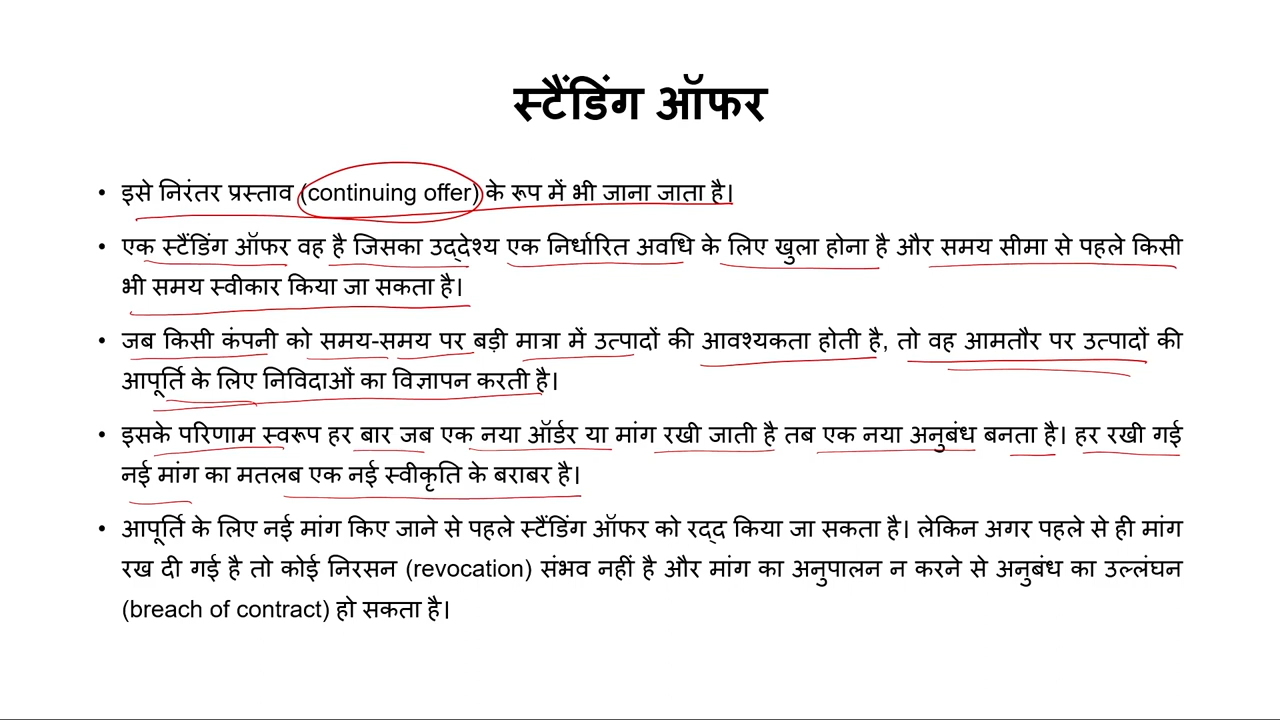 स्टैंडिंग ऑफर
• इसे निरंतर प्रस्ताव (continuing offer) के रूप में भी जाना जाता है।
• एक स्टैंडिंग ऑफर वह है जिसका उद्देश्य एक निर्धारित अवधि के लिए खुला होना है और समय सीमा से पहले किसी
भी समय स्वीकार किया जा सकता है।
• जब किसी कंपनी को समय-समय पर बड़ी मात्रा में उत्पादों की आवश्यकता होती है, तो वह आमतौर पर उत्पादों की
आपूर्ति के लिए निविदाओं का विज्ञापन करती है।
• इसके परिणाम स्वरूप हर बार जब एक नया ऑर्डर या मांग रखी जाती है तब एक नया अनुबंध बनता है। हर रखी गई
नई मांग का मतलब एक नई स्वीकृति के बराबर है।
• आपूर्ति के लिए नई मांग किए जाने से पहले स्टैंडिंग ऑफर को रद्द किया जा सकता है। लेकिन अगर पहले से ही मांग
रख दी गई है तो कोई निरसन (revocation) संभव नहीं है और मांग का अनुपालन न करने से अनुबंध का उल्लंघन
(breach of contract) हो सकता है।